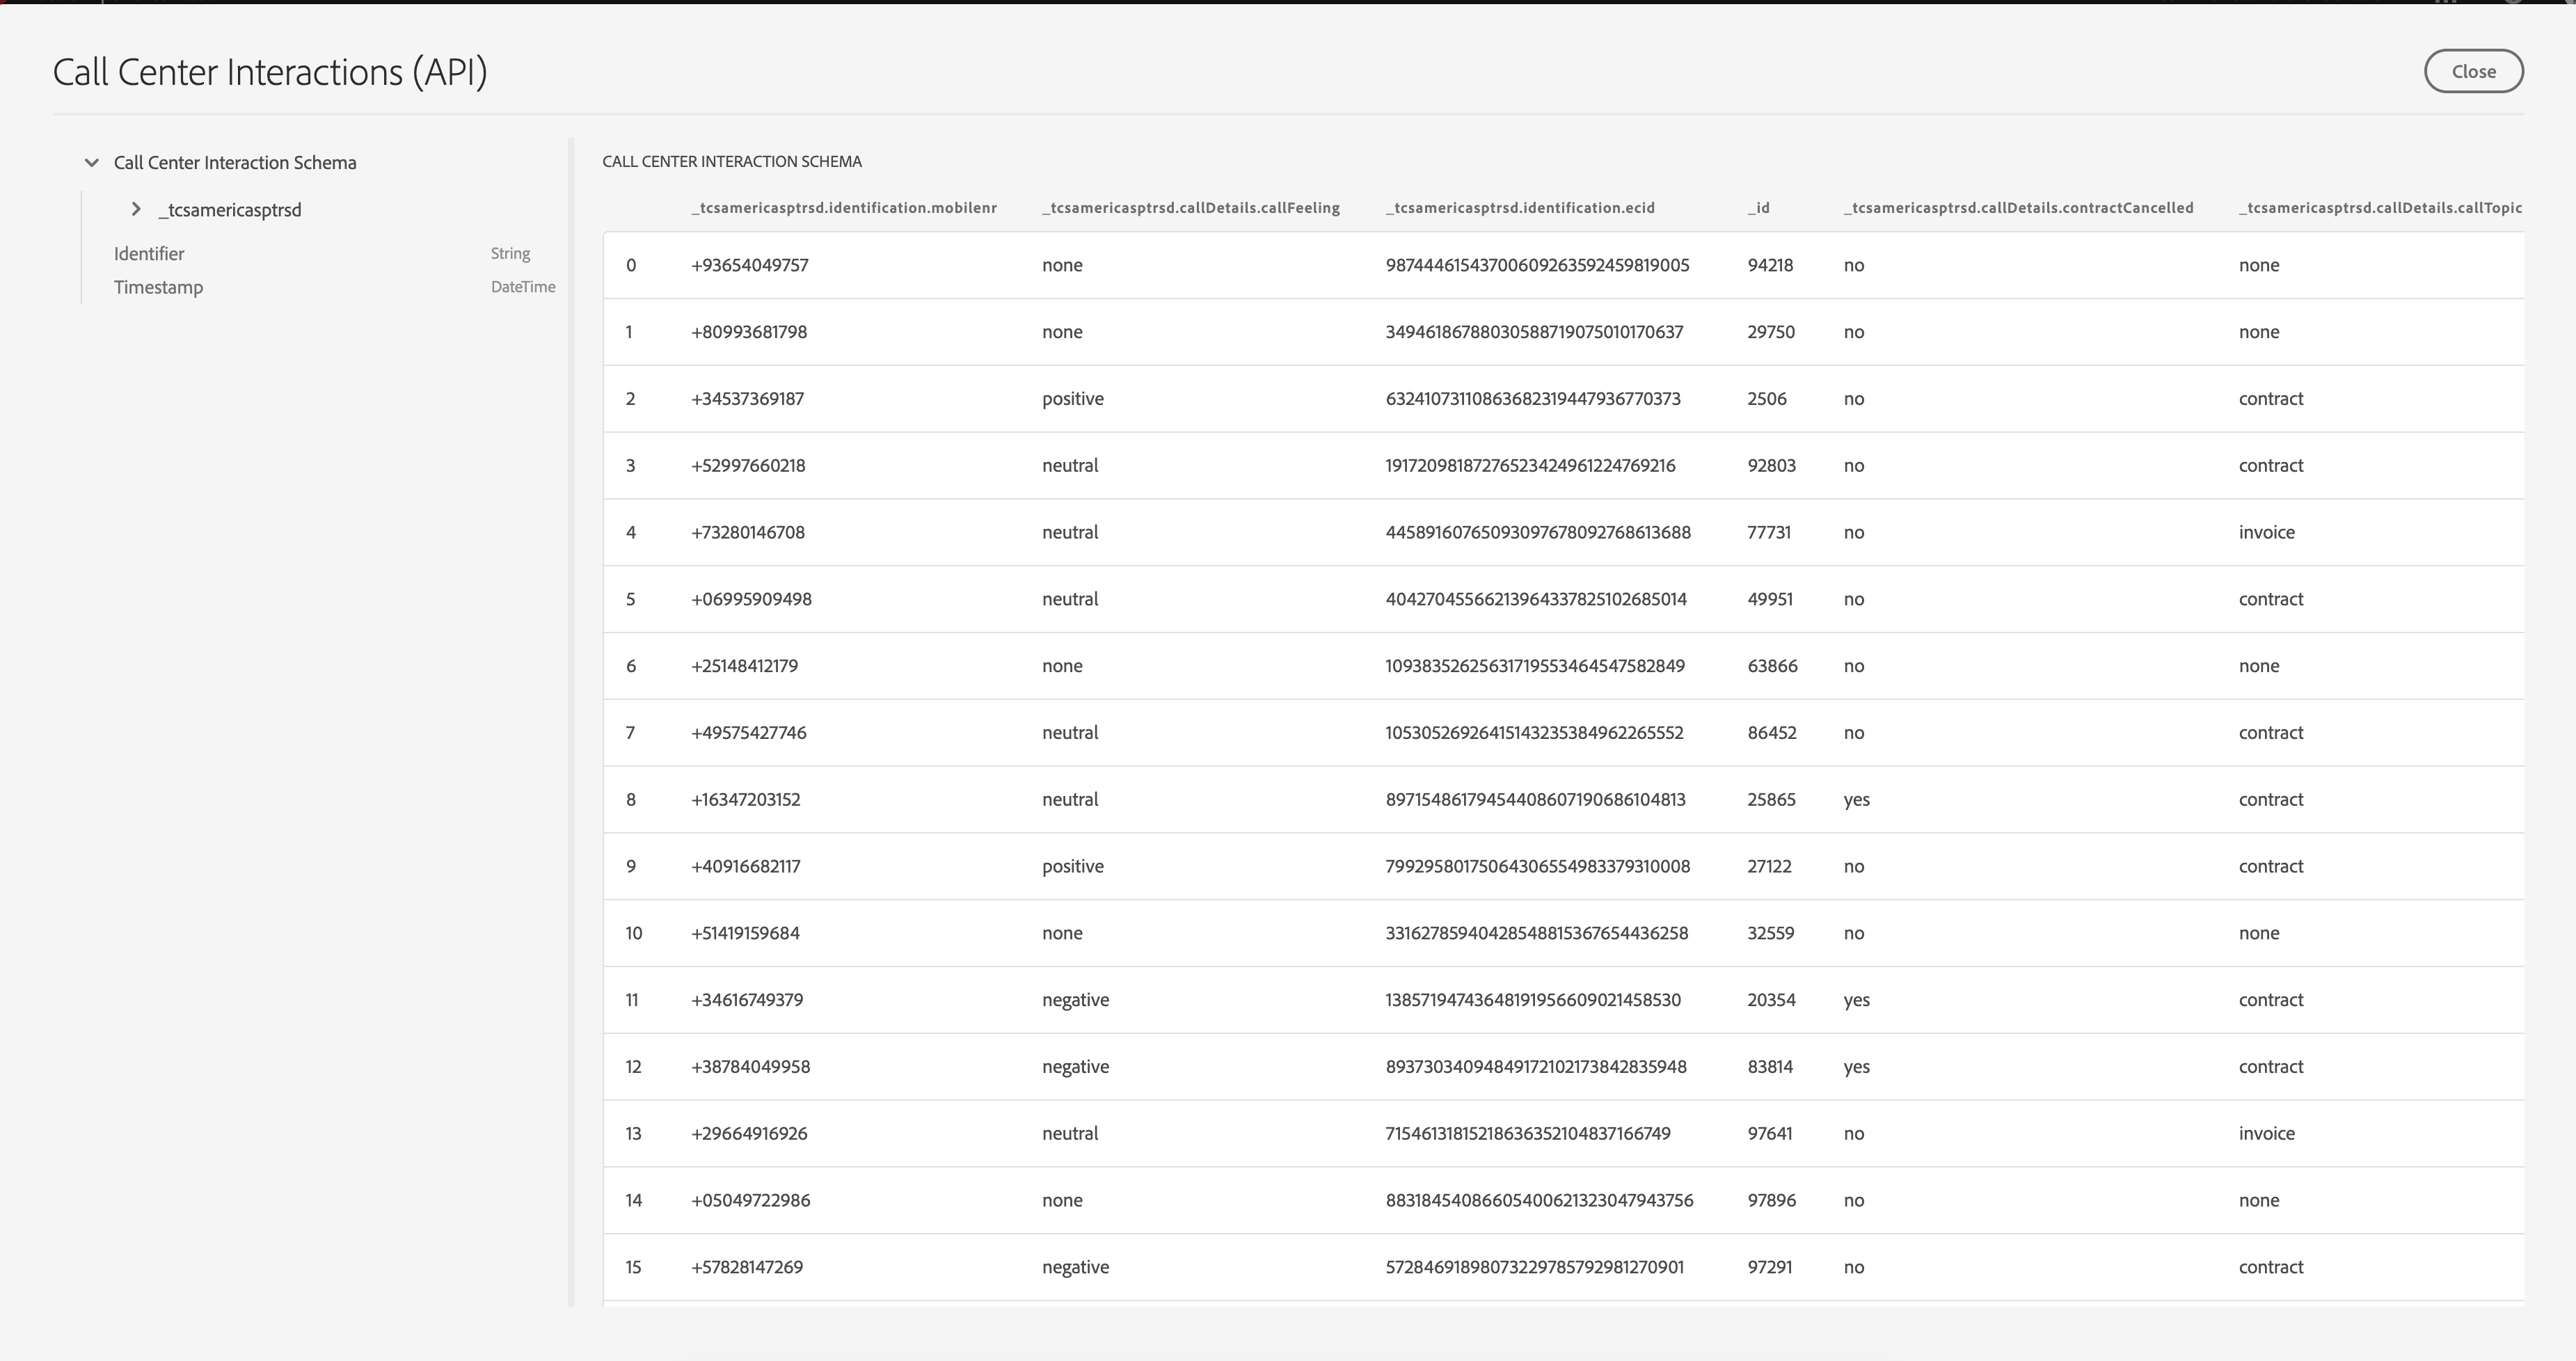 Call Center Interactions (API)
Close
Call Center Interaction Schema
_tcsamericasptrsd
Identifier String
Timestamp DateTime
CALL CENTER INTERACTION SCHEMA
_tcsamericasptrsd.identification.mobilenr _tcsamericasptrsd.callDetails.callFeeling _tcsamericasptrsd.identification.ecid _id _tcsamericasptrsd.callDetails.contractCancelled _tcsamericasptrsd.callDetails.callTopic
0 +93654049757 none 98744461543700609263592459819005 94218 no none
1 +80993681798 none 34946186788030588719075010170637 29750 no none
2 +34537369187 positive 63241073110863682319447936770373 2506 no contract
3 +52997660218 neutral 19172098187276523424961224769216 92803 no contract
4 +73280146708 neutral 44589160765093097678092768613688 77731 no invoice
5 +06995909498 neutral 40427045566213964337825102685014 49951 no contract
6 +25148412179 none 10938352625631719553464547582849 63866 no none
7 +49575427746 neutral 10530526926415143235384962265552 86452 no contract
8 +16347203152 neutral 89715486179454408607190686104813 25865 yes contract
9 +40916682117 positive 79929580175064306554983379310008 27122 no contract
10 +51419159684 none 33162785940428548815367654436258 32559 no none
11 +34616749379 negative 13857194743648191956609021458530 20354 yes contract
12 +38784049958 negative 89373034094849172102173842835948 83814 yes contract
13 +29664916926 neutral 71546131815218636352104837166749 97641 no invoice
14 +05049722986 none 88318454086605400621323047943756 97896 no none
15 +57828147269 negative 57284691898073229785792981270901 97291 no contract